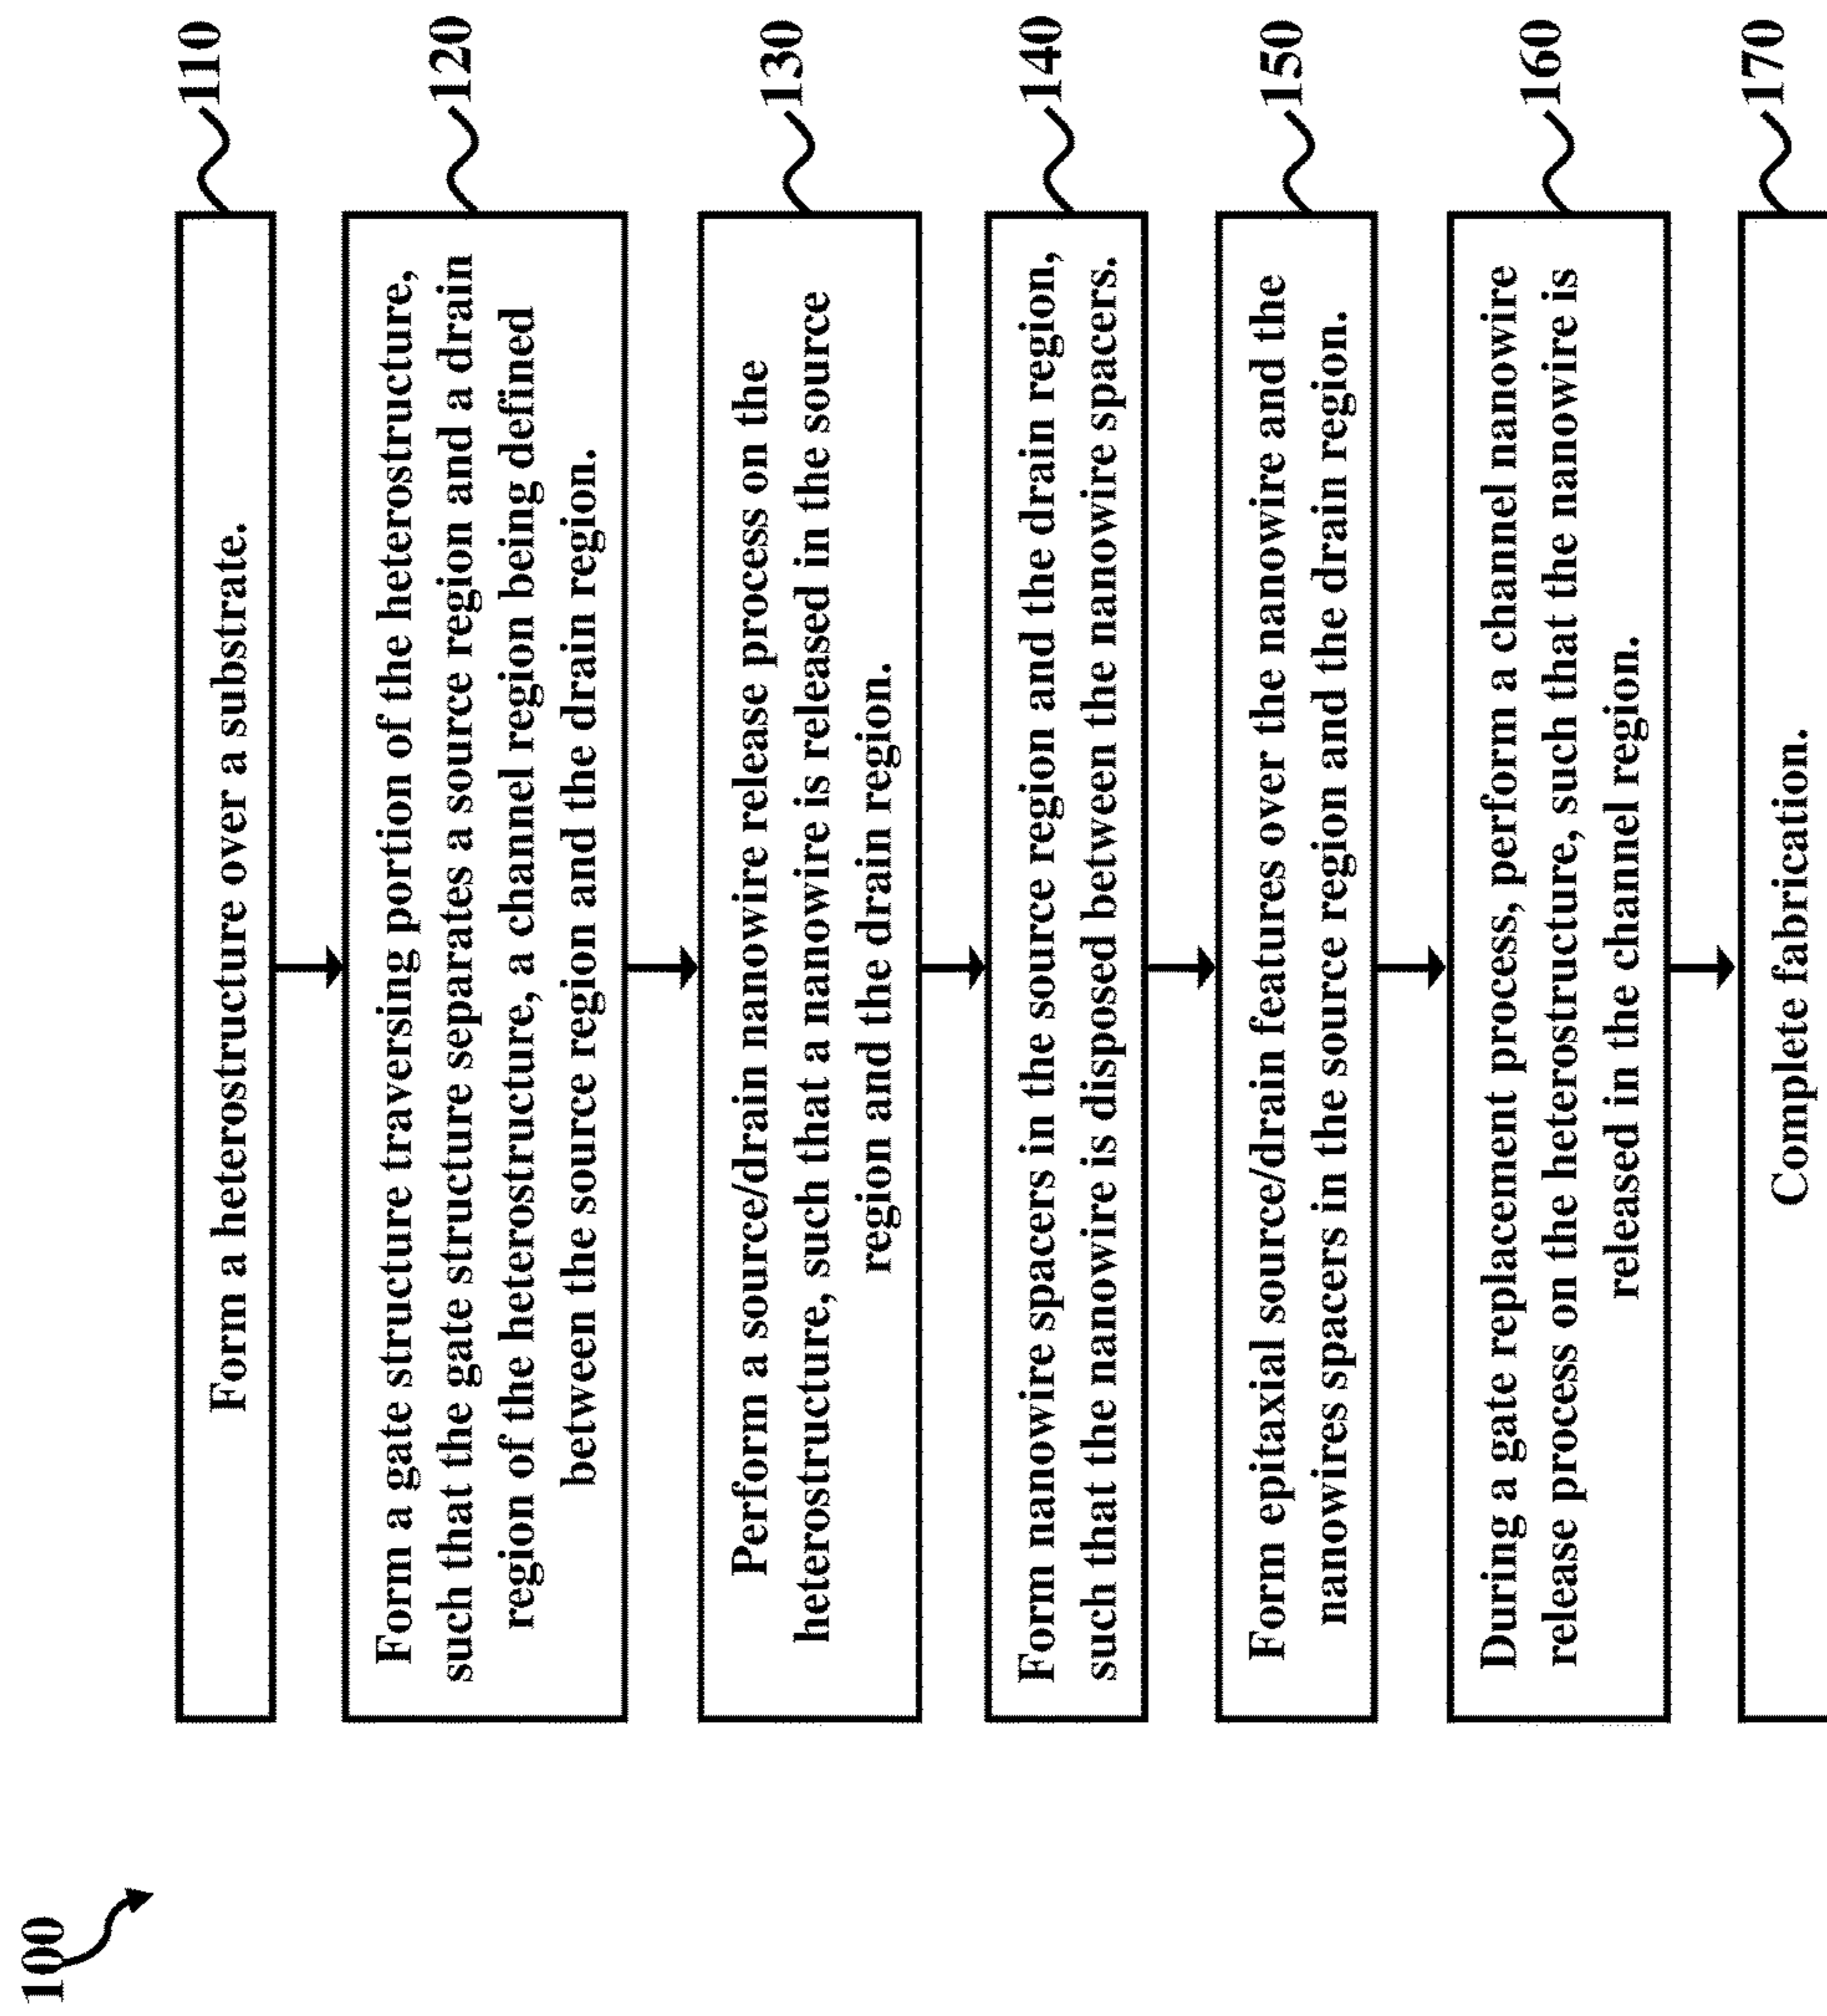 100
Form a heterostructure over a substrate.
110
Form a gate structure traversing portion of the heterostructure,
such that the gate structure separates a source region and a drain
region of the heterostructure, a channel region being defined
between the source region and the drain region.
120
Perform a source/drain nanowire release process on the
heterostructure, such that a nanowire is released in the source
region and the drain region.
130
Form nanowire spacers in the source region and the drain region,
such that the nanowire is disposed between the nanowire spacers.
140
Form epitaxial source/drain features over the nanowire and the
nanowires spacers in the source region and the drain region.
150
During a gate replacement process, perform a channel nanowire
release process on the heterostructure, such that the nanowire is
released in the channel region.
160
Complete fabrication.
170